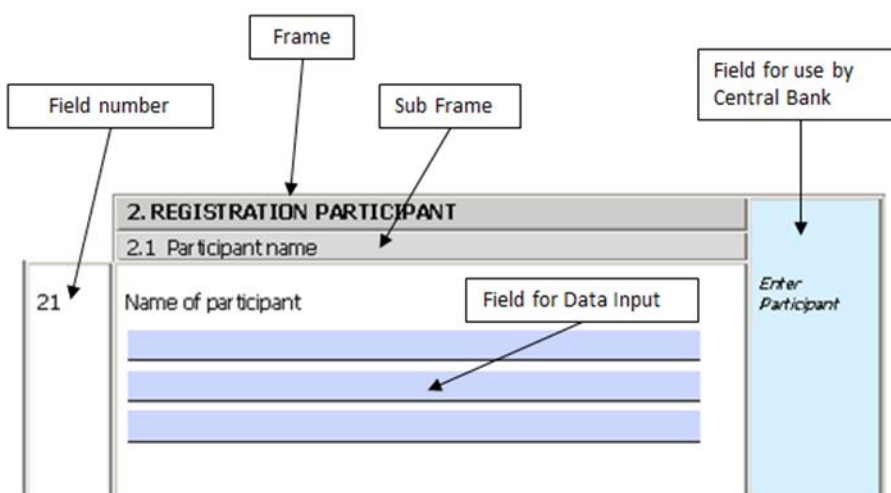 Frame
Field for use by
Central Bank
Field number
Sub Frame
2. REGISTRATION PARTICIPANT
2.1 Participant name
21
Name of participant
Field for Data Input
Enter
Participant